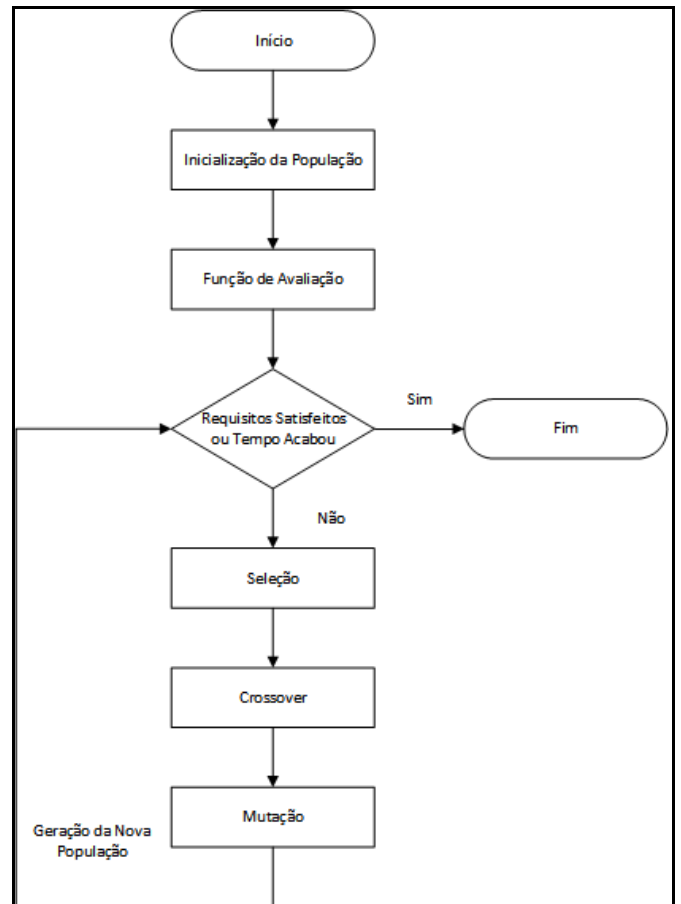 Início
Inicialização da População
Função de Avaliação
Requisitos Satisfeitos
ou Tempo Acabou
Sim
Fim
Não
Seleção
Crossover
Mutação
Geração da Nova
População